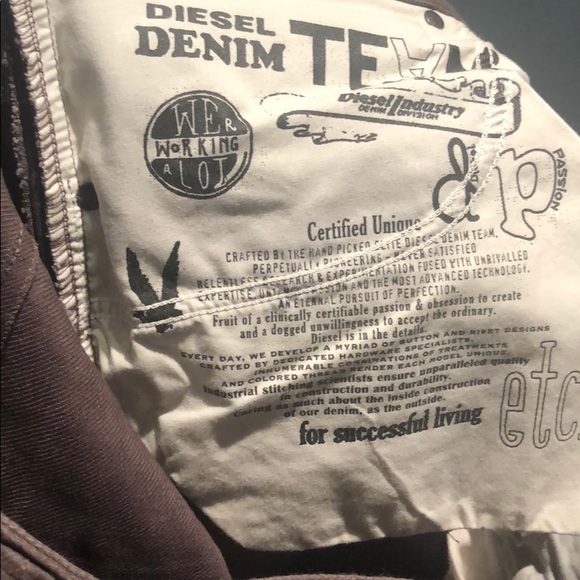 DIESEL
DENIM TE
WER
WORKING
A LOT
Diesel Industry
DENIM DIVISION
&
p
PASSION
Certified Unique
CRAFTED BY THE HAND PICKED ELITE DIESEL DENIM TEAM.
PERPETUALLY PIONEERING - NEVER SATISFIED
RELENTLESS RESEARCH & EXPERIMENTATION FUSED WITH UNRIVALLED
EXPERTISE, PASSION AND THE MOST ADVANCED TECHNOLOGY.
AN ETERNAL PURSUIT OF PERFECTION.
Fruit of a clinically certifiable passion & obsession to create
and a dogged unwillingness to accept the ordinary.
Diesel is in the details.
EVERY DAY, WE DEVELOP A MYRIAD OF BUTTON AND RIVET DESIGNS
CRAFTED BY DEDICATED HARDWARE SPECIALISTS.
INNUMERABLE COMBINATIONS OF TREATMENTS
AND COLORED THREAD RENDER EACH MODEL UNIQUE.
Industrial stitching scientists ensure unparalleled quality
in construction and durability.
Caring as much about the inside construction
of our denim, as the outside.
for successful living
etc.